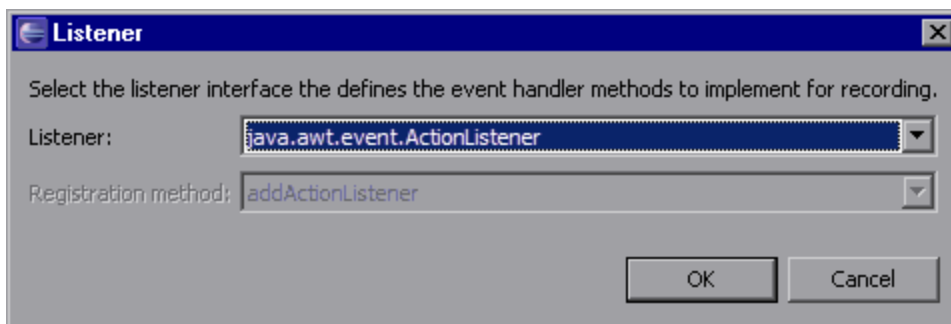 Listener
Select the listener interface the defines the event handler methods to implement for recording.
Listener: java.awt.event.ActionListener
Registration method: addActionListener
OK Cancel